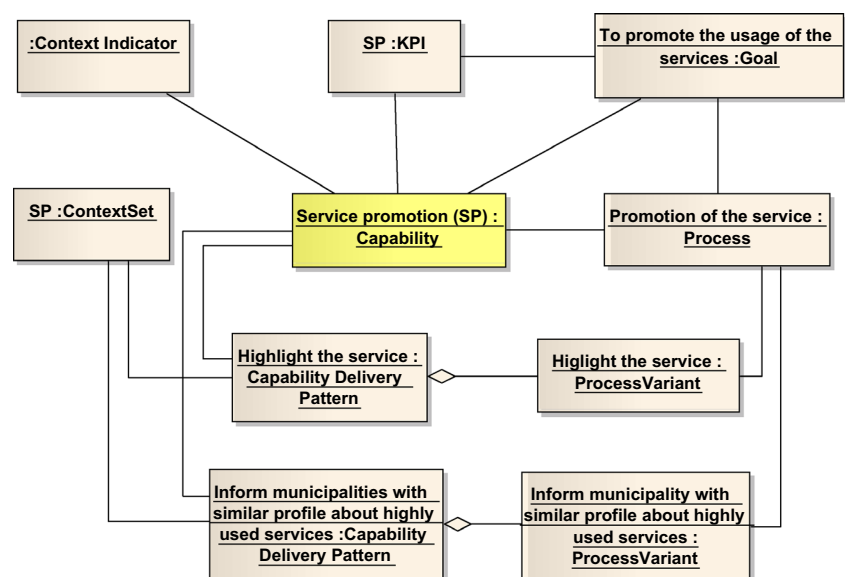 :Context Indicator
SP :KPI
To promote the usage of the
services :Goal
SP :ContextSet
Service promotion (SP) :
Capability
Promotion of the service :
Process
Highlight the service :
Capability Delivery
Pattern
Higlight the service :
ProcessVariant
Inform municipalities with
similar profile about highly
used services :Capability
Delivery Pattern
Inform municipality with
similar profile about highly
used services :
ProcessVariant